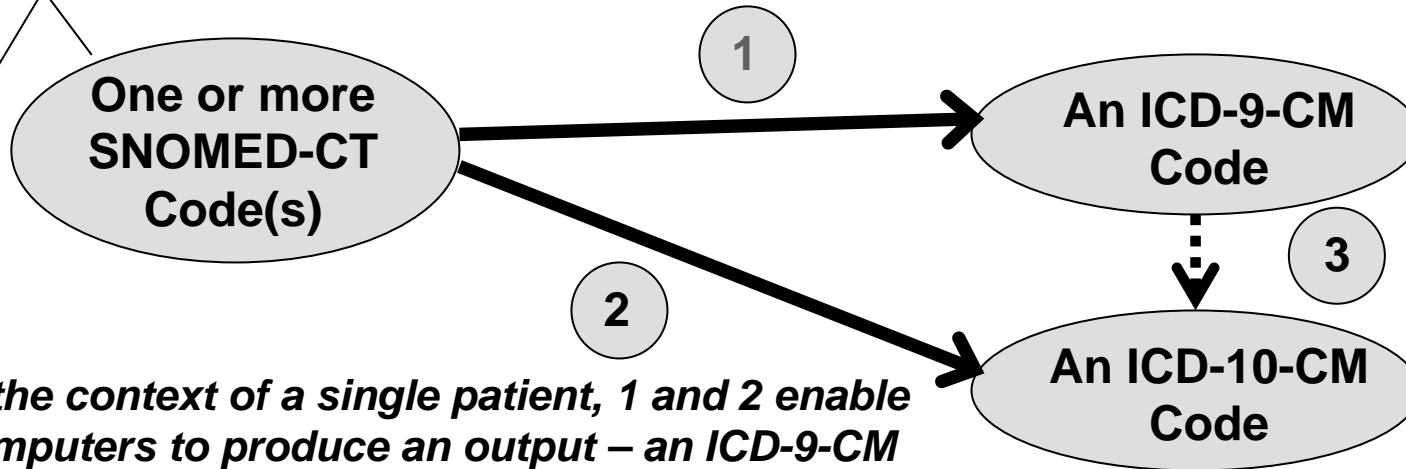 1
One or more
SNOMED-CT
Code(s)
An ICD-9-CM
Code
3
2
An ICD-10-CM
Code
the context of a single patient, 1 and 2 enable
mputers to produce an output – an ICD-9-CM